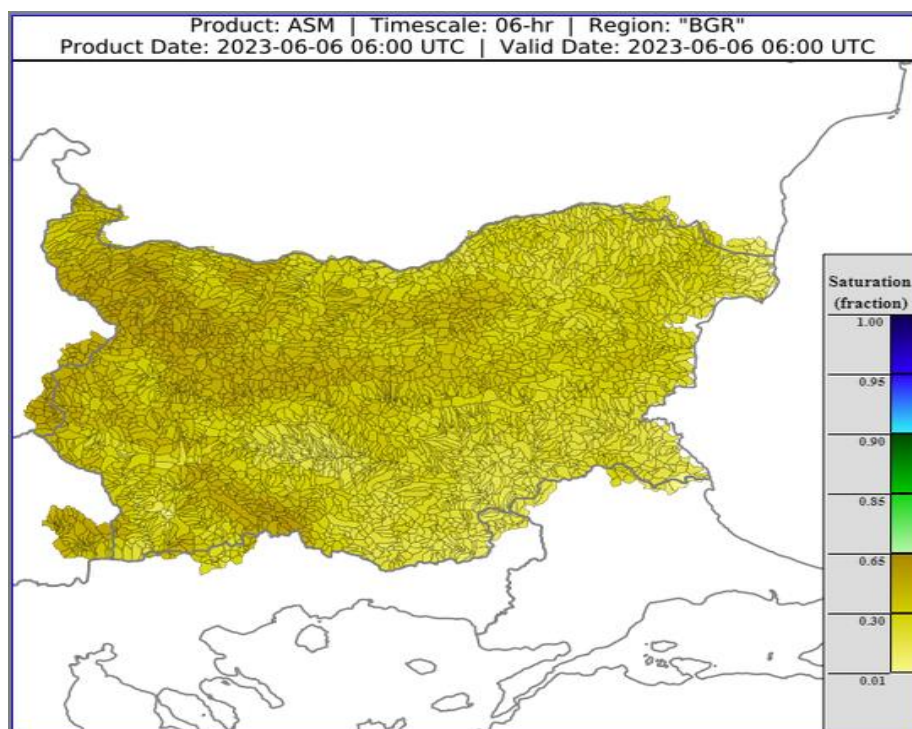 Product: ASM | Timescale: 06-hr | Region: "BGR"
Product Date: 2023-06-06 06:00 UTC | Valid Date: 2023-06-06 06:00 UTC
Saturation
(fraction)
1.00
0.95
0.90
0.85
0.65
0.30
0.01